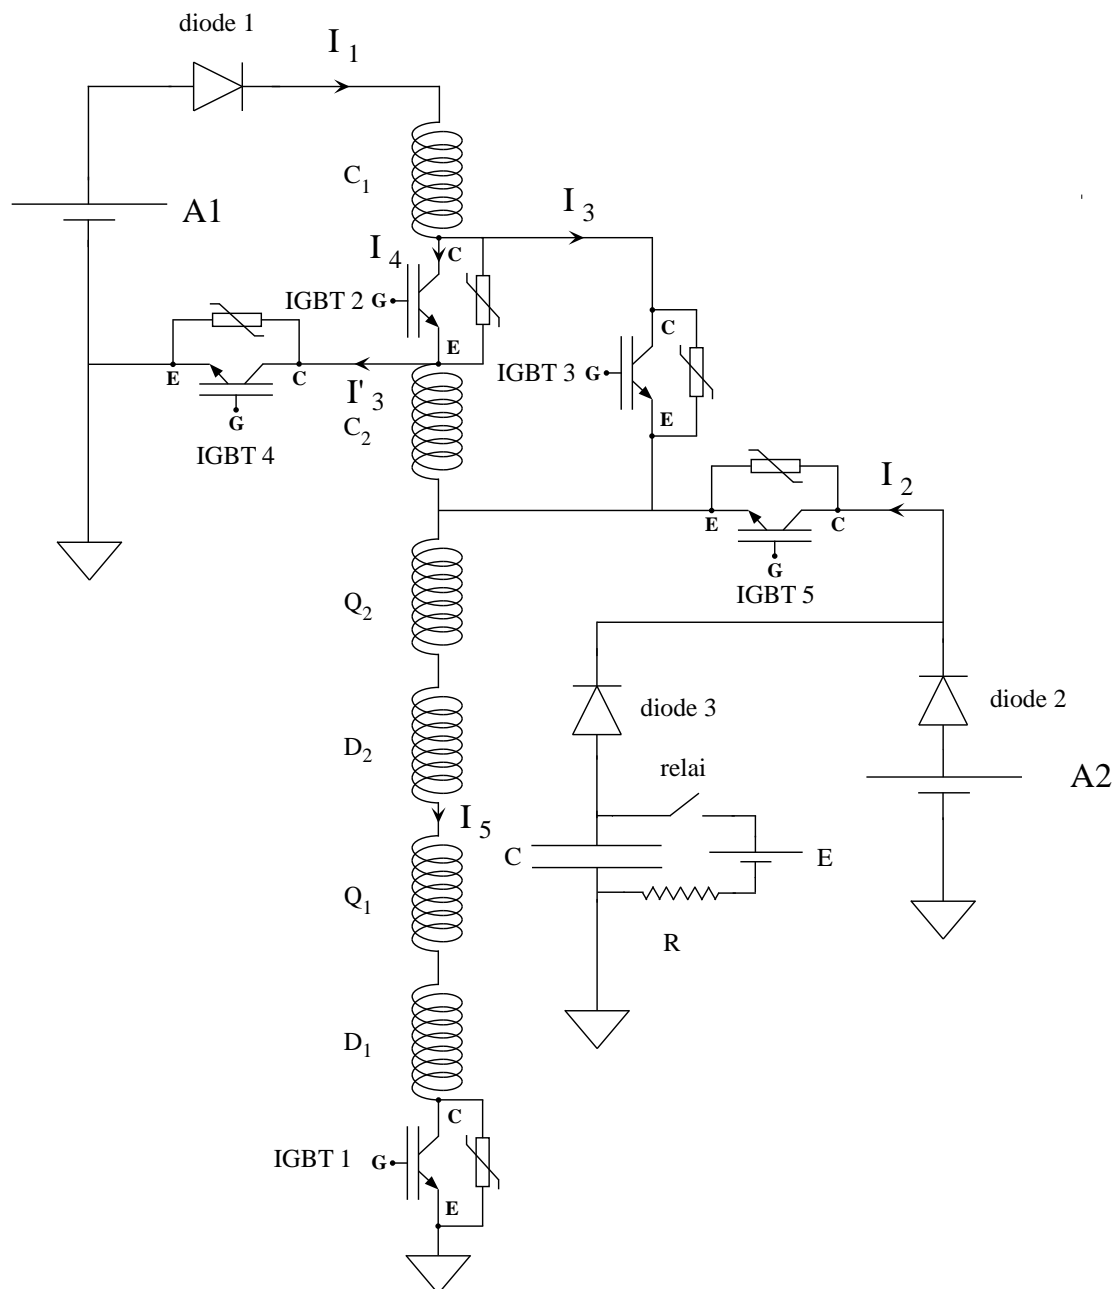 diode 1
I 1
C1
A1
I 3
I 4
C
IGBT 2 G
E
E
C
I' 3
G
IGBT 4
C2
C
IGBT 3 G
E
I 2
E
C
G
IGBT 5
Q2
diode 3
diode 2
D2
relai
A2
I 5
C
E
Q1
R
D1
C
IGBT 1 G
E